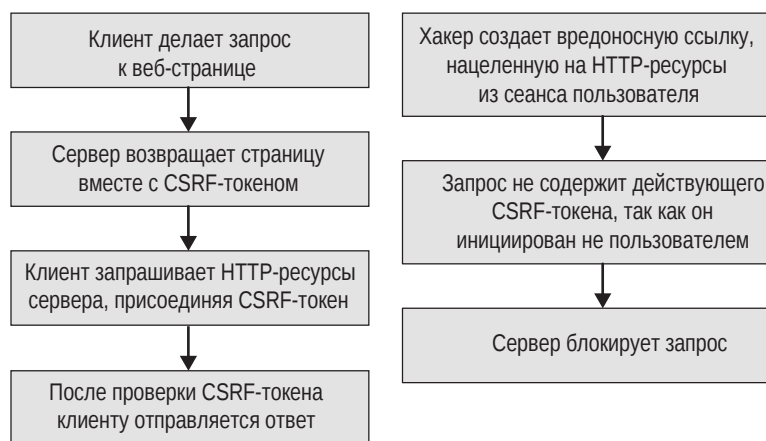 Клиент делает запрос
к веб-странице
Сервер возвращает страницу
вместе с CSRF-токеном
Клиент запрашивает HTTP-ресурсы
сервера, присоединяя CSRF-токен
После проверки CSRF-токена
клиенту отправляется ответ
Хакер создает вредоносную ссылку,
нацеленную на HTTP-ресурсы
из сеанса пользователя
Запрос не содержит действующего
CSRF-токена, так как он
инициирован не пользователем
Сервер блокирует запрос